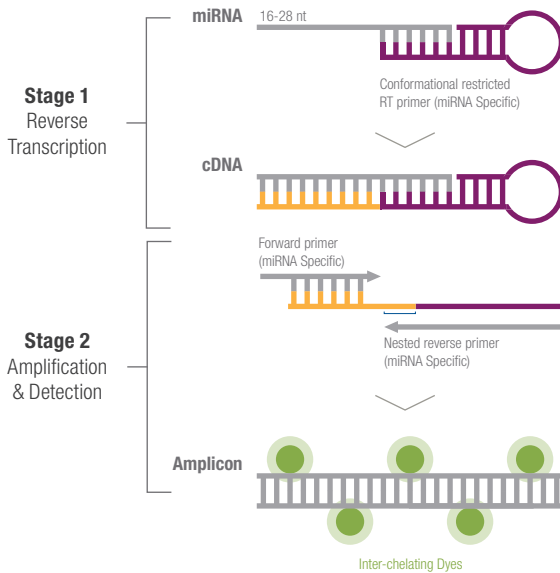 miRNA
16-28 nt
Conformational restricted
RT primer (miRNA Specific)
Stage 1
Reverse
Transcription
cDNA
Forward primer
(miRNA Specific)
Nested reverse primer
(miRNA Specific)
Stage 2
Amplification
& Detection
Amplicon
Inter-chelating Dyes